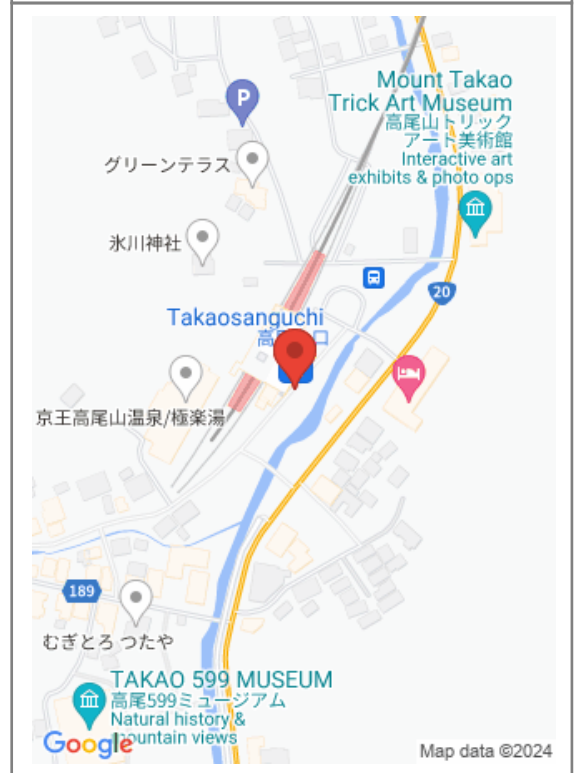 Mount Takao
Trick Art Museum
高尾山トリック
アート美術館
Interactive art
exhibits & photo ops
P
グリーンテラス
氷川神社
20
Takaosanguchi
京王高尾山温泉/極楽湯
189
むぎとろ つたや
TAKAO 599 MUSEUM
高尾599ミュージアム
Natural history &
mountain views
Google
Map data ©2024